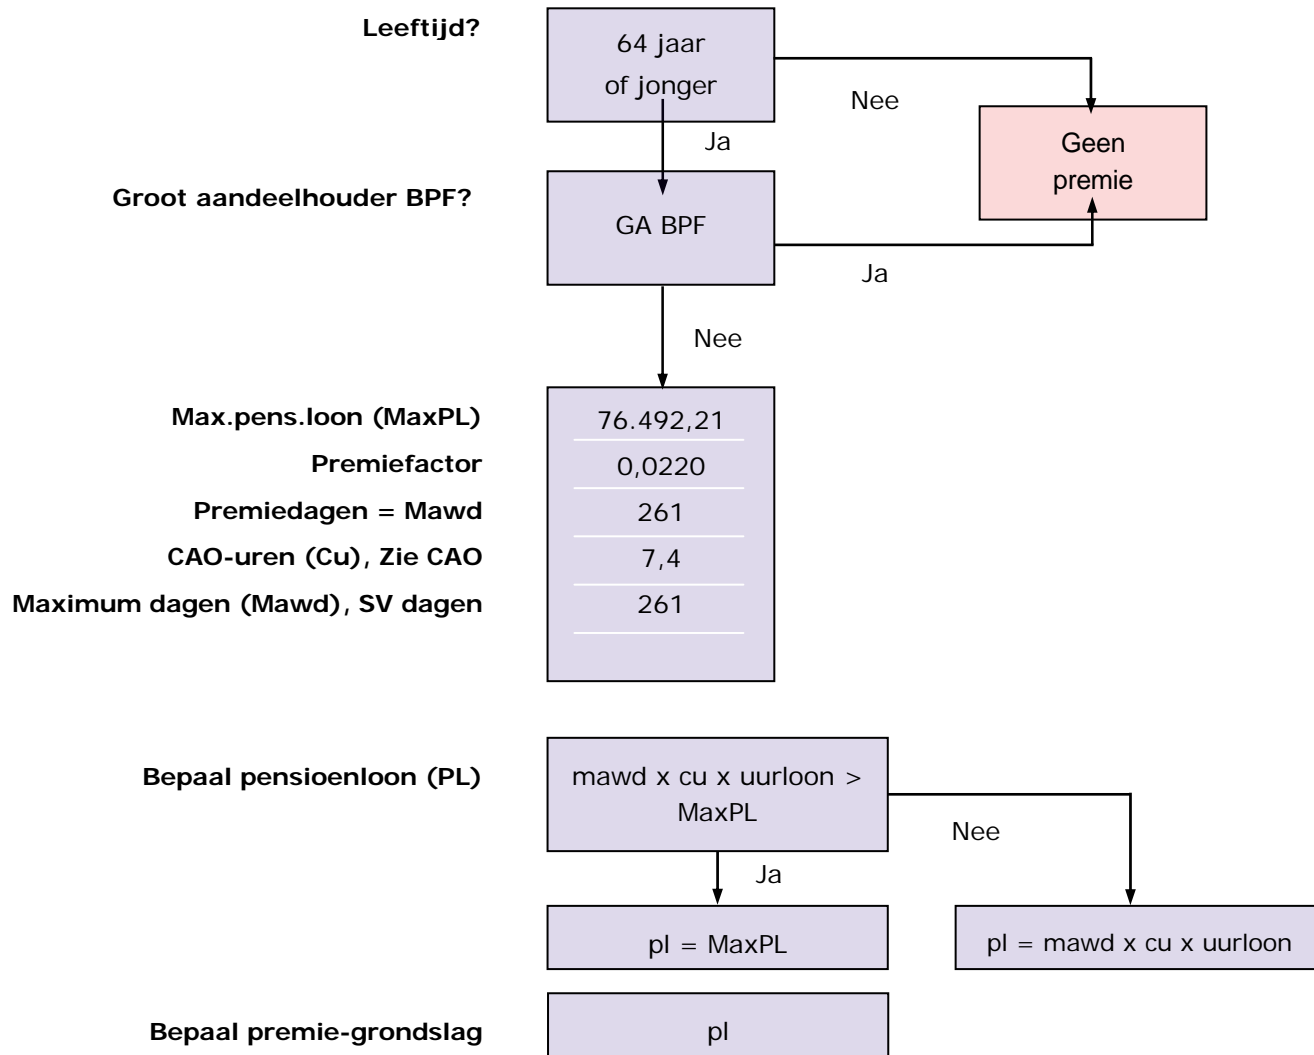 Leeftijd?
64 jaar
of jonger
Nee
Ja
Geen
premie
Groot aandeelhouder BPF?
GA BPF
Ja
Nee
Max.pens.loon (MaxPL)
76.492,21
Premiefactor
0,0220
Premiedagen = Mawd
261
CAO-uren (Cu), Zie CAO
7,4
Maximum dagen (Mawd), SV dagen
261
Bepaal pensioenloon (PL)
mawd x cu x uurloon >
MaxPL
Nee
Ja
pl = MaxPL
pl = mawd x cu x uurloon
Bepaal premie-grondslag
pl